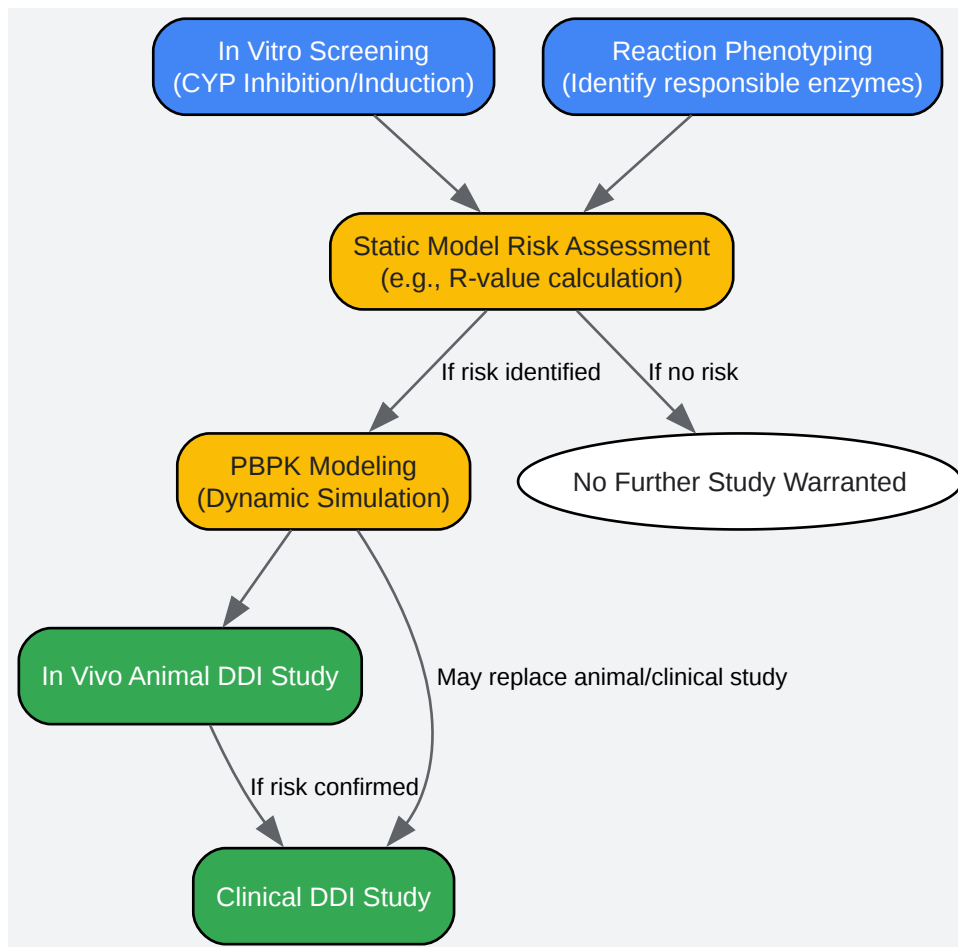 In Vitro Screening
(CYP Inhibition/Induction)
Reaction Phenotyping
(Identify responsible enzymes)
Static Model Risk Assessment
(e.g., R-value calculation)
If risk identified
If no risk
PBPK Modeling
(Dynamic Simulation)
No Further Study Warranted
In Vivo Animal DDI Study
May replace animal/clinical study
If risk confirmed
Clinical DDI Study